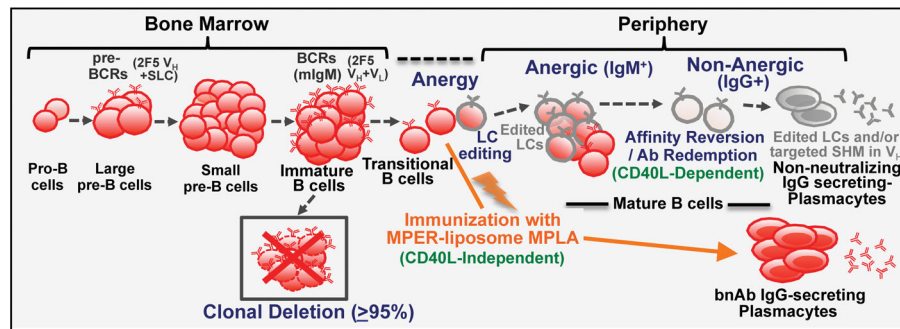 Bone Marrow
Periphery
pre-
BCRs
(2F5 VH
+SLC)
BCRs
(mIgM)
(2F5
VH+VL)
Anergy
Anergic (IgM+)
Non-Anergic
(IgG+)
Edited
LCs
LC
editing
Affinity Reversion
/ Ab Redemption
(CD40L-Dependent)
Edited LCs and/or
targeted SHM in VH
Non-neutralizing
IgG secreting-
Plasmacytes
Pro-B
cells
Large
pre-B cells
Small
pre-B cells
Immature
B cells
Transitional
B cells
Mature B cells
Immunization with
MPER-liposome MPLA
(CD40L-Independent)
Clonal Deletion (≥95%)
bnAb IgG-secreting
Plasmacytes